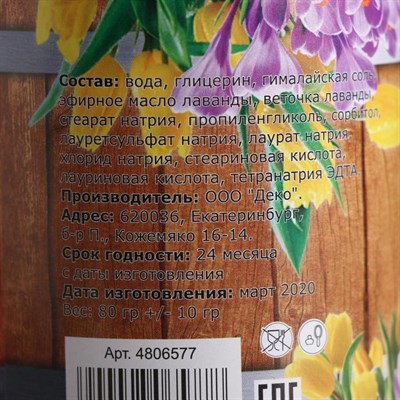 Состав: вода, глицерин, гималайская соль,
эфирное масло лаванды, веточка лаванды,
стеарат натрия, пропиленгликоль, сорбитол,
лауретсульфат натрия, лаурат натрия,
хлорид натрия, стеариновая кислота,
лауриновая кислота, тетранатрия ЭДТА.
Производитель: ООО "Деко".
Адрес: 620036, Екатеринбург,
б-р П., Кожемяко 16-14.
Срок годности: 24 месяца
с даты изготовления
Дата изготовления: март 2020
Вес: 80 гр +/- 10 гр
Арт. 4806577
EAC